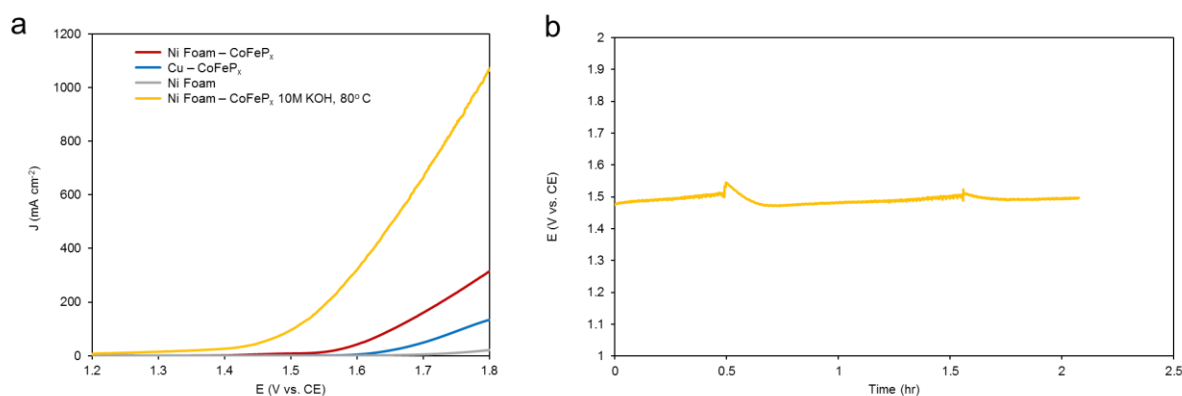 a
1200
1000
800
600
400
200
0
J (mA cm⁻²)
Ni Foam – CoFePₓ
Cu – CoFePₓ
Ni Foam
Ni Foam – CoFePₓ 10M KOH, 80° C
1.2 1.3 1.4 1.5 1.6 1.7 1.8
E (V vs. CE)
b
2
1.9
1.8
1.7
1.6
1.5
1.4
1.3
1.2
1.1
1
E (V vs. CE)
0 0.5 1 1.5 2 2.5
Time (hr)